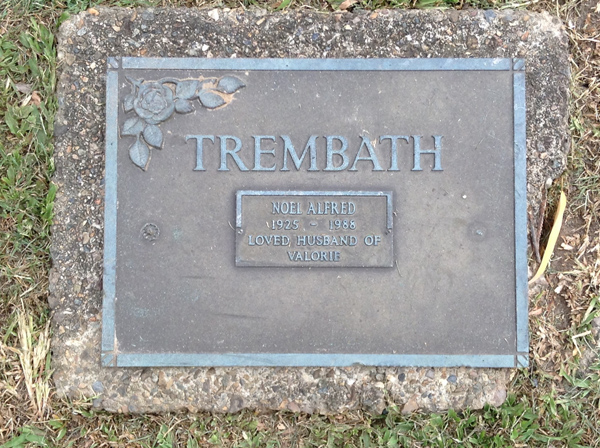 TREMBATH
NOEL ALFRED
1925 ~ 1988
LOVED HUSBAND OF
VALORIE